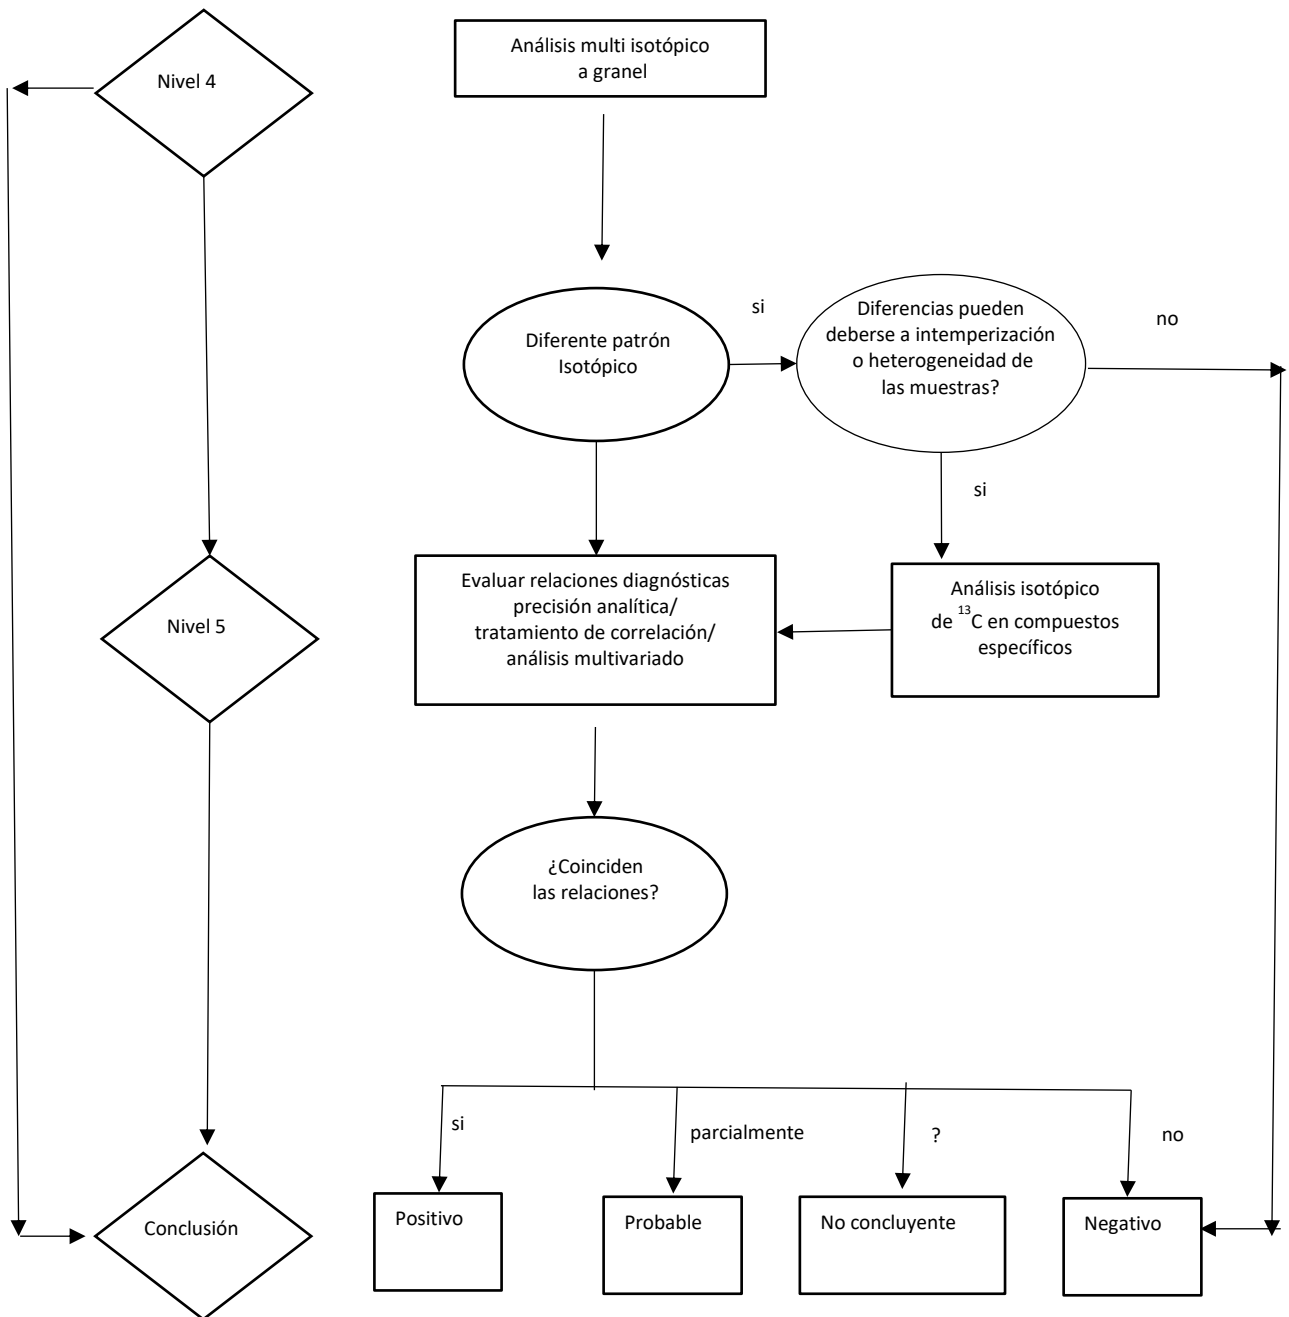 Nivel 4
Análisis multi isotópico
a granel
Diferente patrón
Isotópico
si
Diferencias pueden
deberse a intemperización
o heterogeneidad de
las muestras?
no
si
Nivel 5
Evaluar relaciones diagnósticas
precisión analítica/
tratamiento de correlación/
análisis multivariado
Análisis isotópico
de ¹³C en compuestos
específicos
¿Coinciden
las relaciones?
si
parcialmente
?
no
Conclusión
Positivo
Probable
No concluyente
Negativo